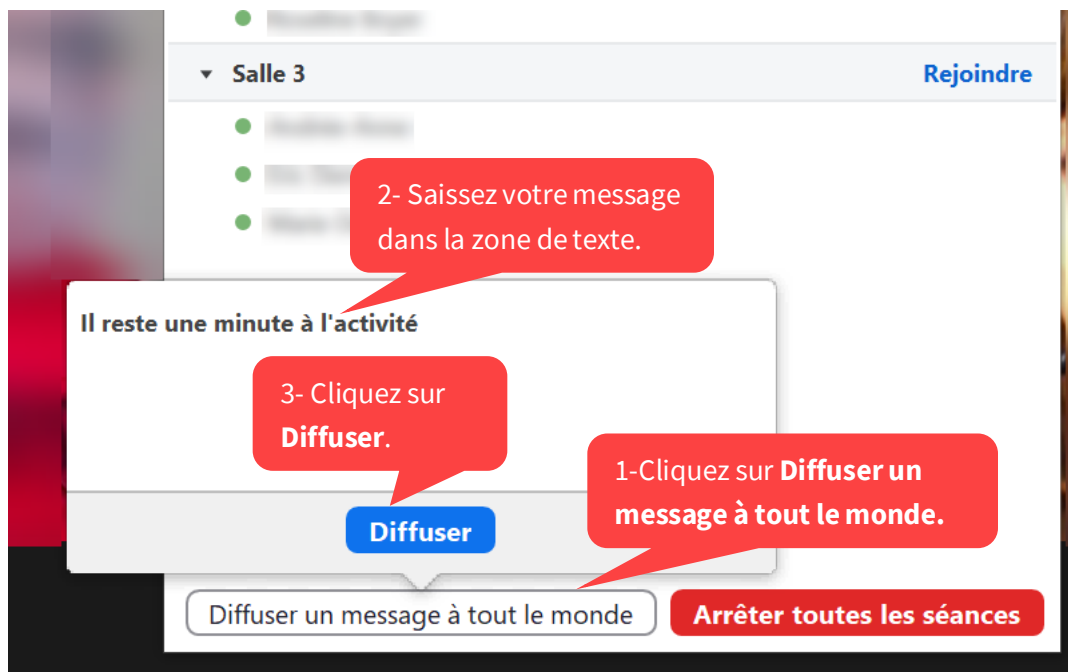 Salle 3
Rejoindre
2- Saissez votre message
dans la zone de texte.
Il reste une minute à l'activité
3- Cliquez sur
Diffuser.
1-Cliquez sur Diffuser un
message à tout le monde.
Diffuser
Diffuser un message à tout le monde
Arrêter toutes les séances